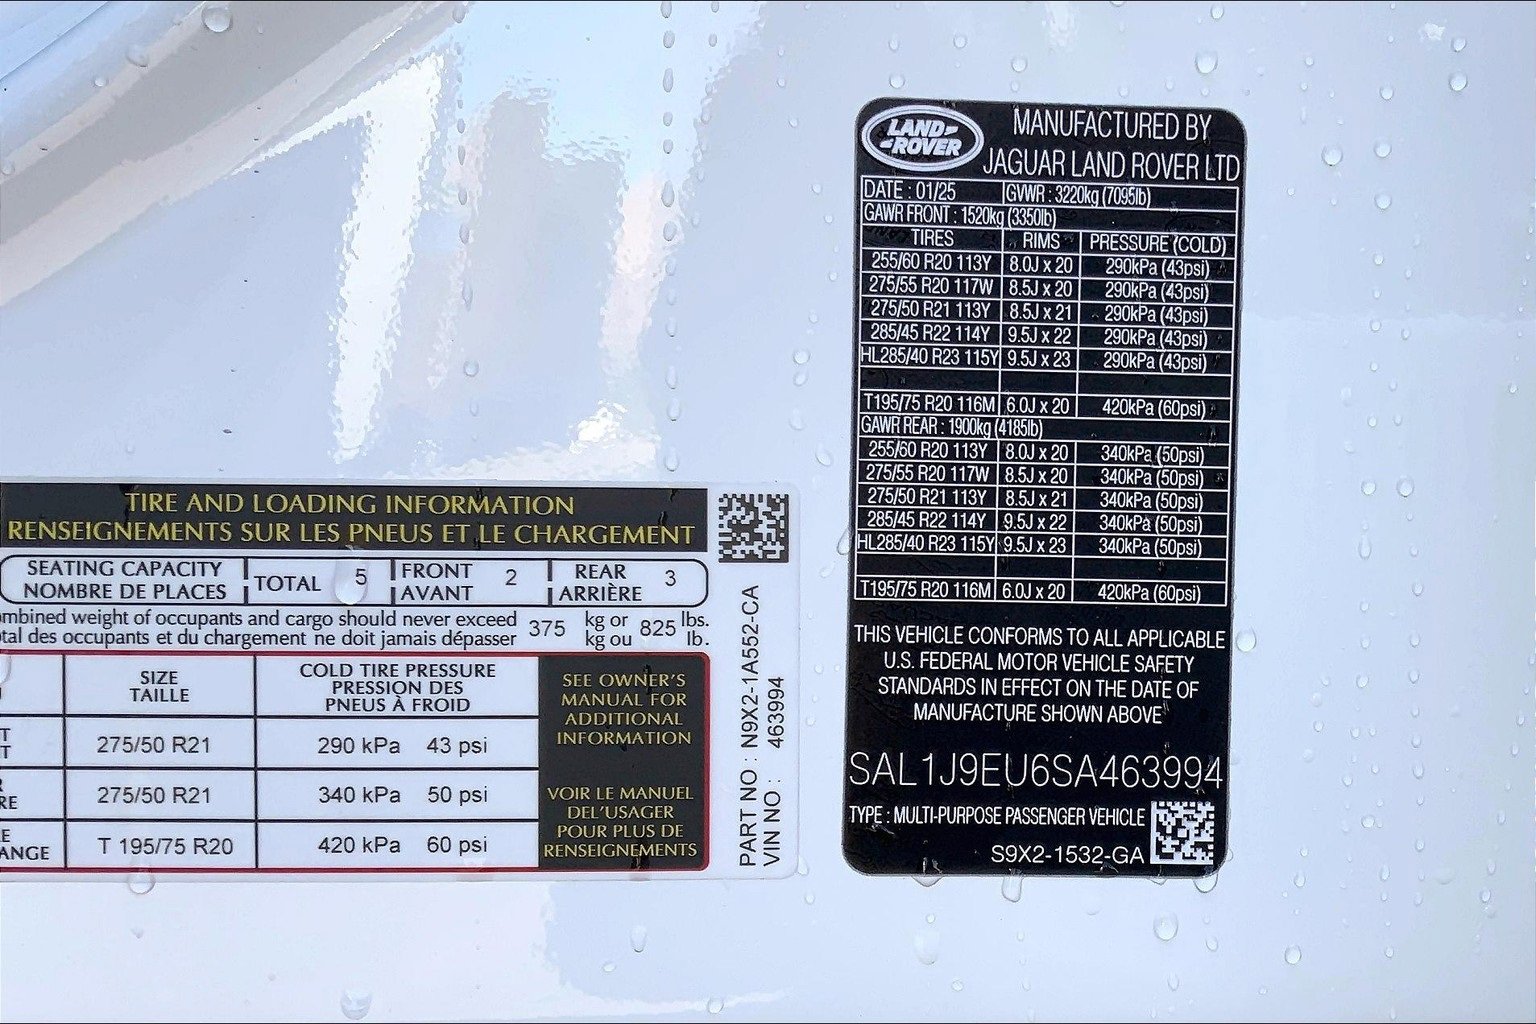 TIRE AND LOADING INFORMATION
RENSEIGNEMENTS SUR LES PNEUS ET LE CHARGEMENT
SEATING CAPACITY
NOMBRE DE PLACES
TOTAL 5
FRONT
AVANT
2
REAR
ARRIÈRE
3
mbined weight of occupants and cargo should never exceed
tal des occupants et du chargement ne doit jamais dépasser
375 kg or 825 lbs.
kg ou lb.
SIZE
TAILLE
COLD TIRE PRESSURE
PRESSION DES
PNEUS À FROID
275/50 R21 290 kPa 43 psi
RE 275/50 R21 340 kPa 50 psi
ANGE T 195/75 R20 420 kPa 60 psi
SEE OWNER'S
MANUAL FOR
ADDITIONAL
INFORMATION
VOIR LE MANUEL
DEL'USAGER
POUR PLUS DE
RENSEIGNEMENTS
PART NO : N9X2-1A552-CA
VIN NO : 463994
LAND-
-ROVER
MANUFACTURED BY
JAGUAR LAND ROVER LTD
DATE : 01/25 GVWR : 3220kg (7095lb)
GAWR FRONT : 1520kg (3350lb)
TIRES RIMS PRESSURE (COLD)
255/60 R20 113Y 8.0J x 20 290kPa (43psi)
275/55 R20 117W 8.5J x 20 290kPa (43psi)
275/50 R21 113Y 8.5J x 21 290kPa (43psi)
285/45 R22 114Y 9.5J x 22 290kPa (43psi)
HL285/40 R23 115Y 9.5J x 23 290kPa (43psi)
T195/75 R20 116M 6.0J x 20 420kPa (60psi)
GAWR REAR : 1900kg (4185lb)
255/60 R20 113Y 8.0J x 20 340kPa (50psi)
275/55 R20 117W 8.5J x 20 340kPa (50psi)
275/50 R21 113Y 8.5J x 21 340kPa (50psi)
285/45 R22 114Y 9.5J x 22 340kPa (50psi)
HL285/40 R23 115Y 9.5J x 23 340kPa (50psi)
T195/75 R20 116M 6.0J x 20 420kPa (60psi)
THIS VEHICLE CONFORMS TO ALL APPLICABLE
U.S. FEDERAL MOTOR VEHICLE SAFETY
STANDARDS IN EFFECT ON THE DATE OF
MANUFACTURE SHOWN ABOVE
SAL1J9EU6SA463994
TYPE : MULTI-PURPOSE PASSENGER VEHICLE
S9X2-1532-GA